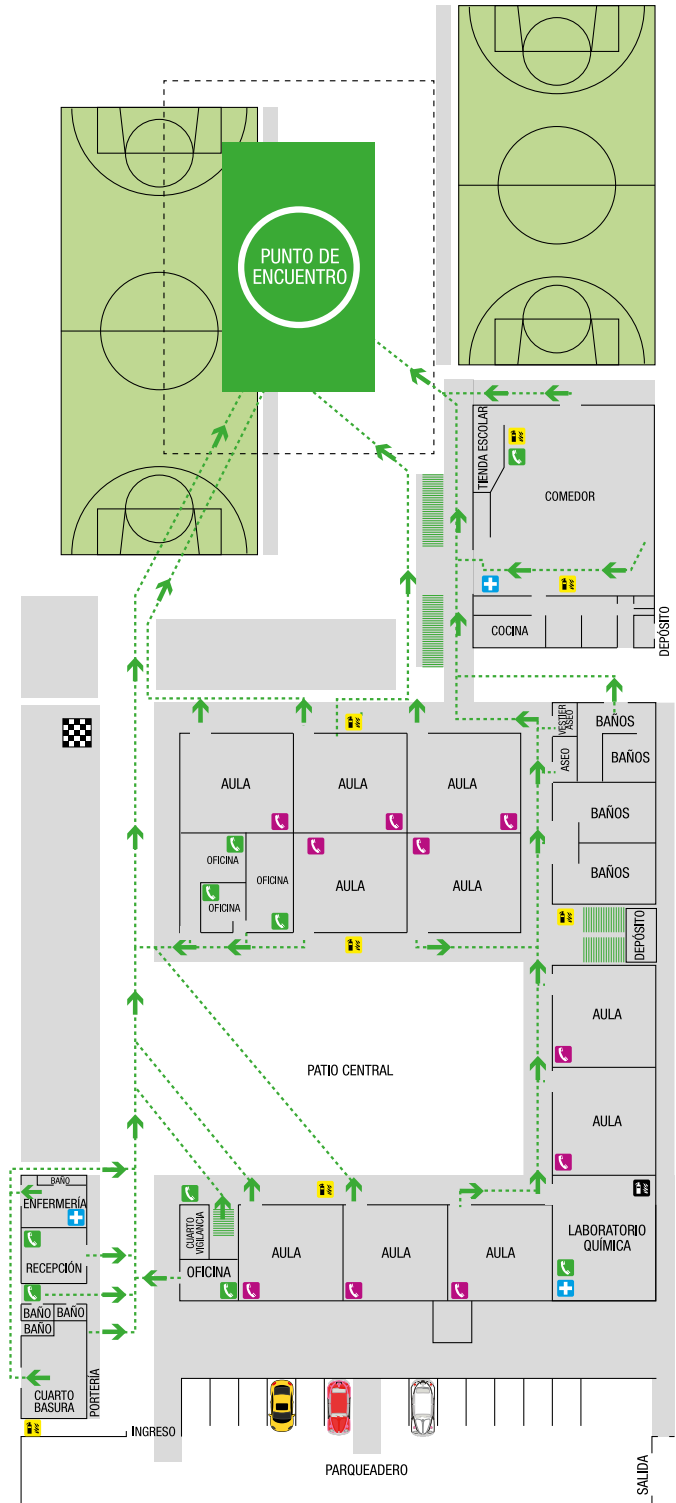 PUNTO DE
ENCUENTRO
TIENDA ESCOLAR
COMEDOR
COCINA
DEPÓSITO
VESTIER
ASEO
BAÑOS
ASEO
BAÑOS
AULA
AULA
AULA
BAÑOS
OFICINA
OFICINA
OFICINA
AULA
AULA
BAÑOS
DEPÓSITO
AULA
PATIO CENTRAL
AULA
BAÑO
ENFERMERÍA
RECEPCIÓN
CUARTO
VIGILANCIA
OFICINA
AULA
AULA
AULA
LABORATORIO
QUÍMICA
BAÑO
BAÑO
BAÑO
CUARTO
BASURA
PORTERÍA
INGRESO
PARQUEADERO
SALIDA